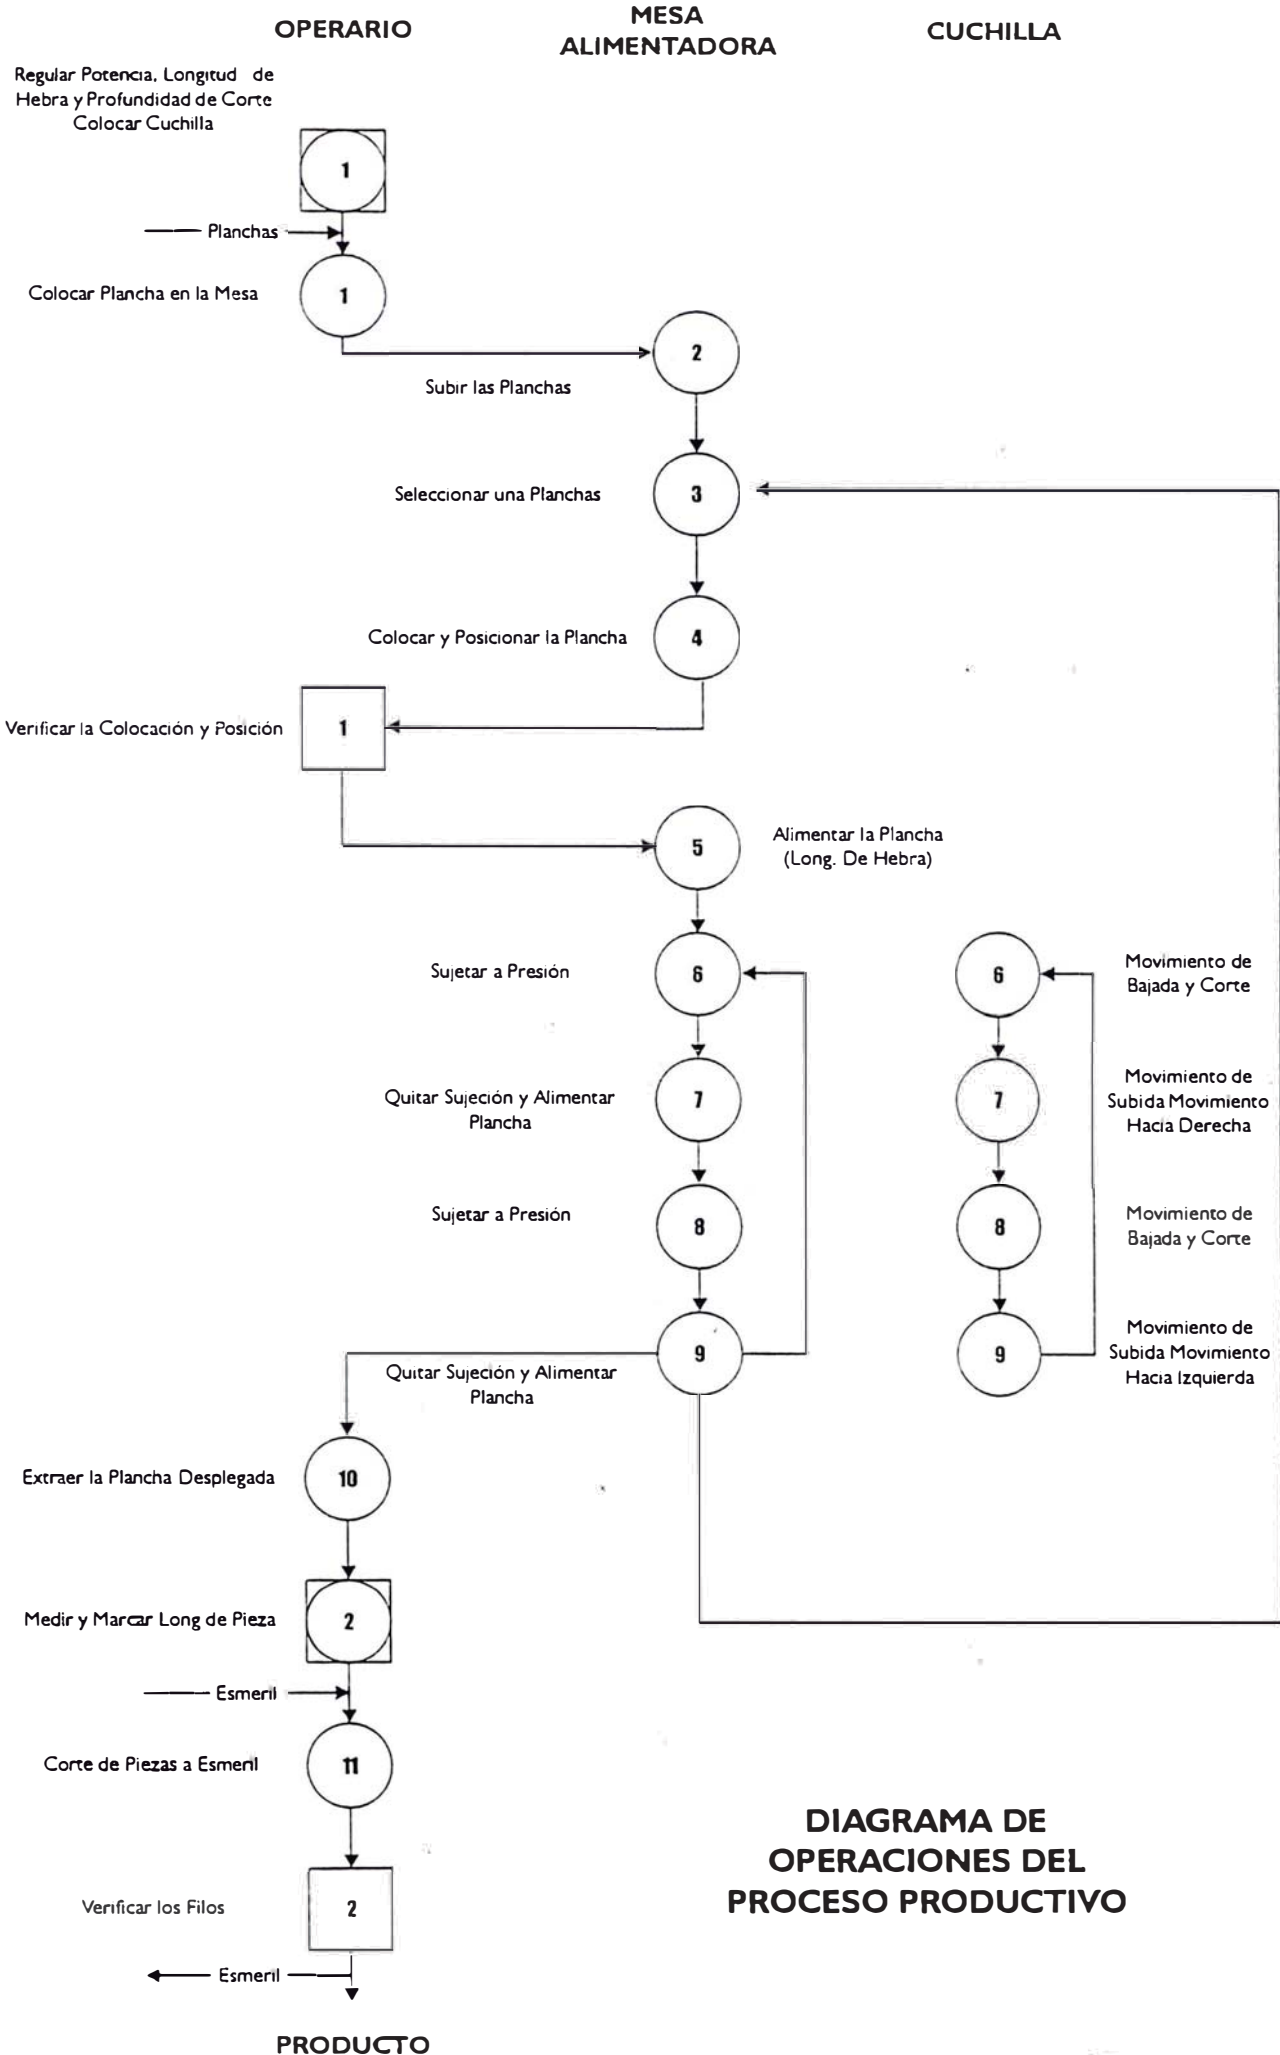 OPERARIO
MESA
ALIMENTADORA
CUCHILLA
Regular Potencia, Longitud de
Hebra y Profundidad de Corte
Colocar Cuchilla
1
Planchas
Colocar Plancha en la Mesa
1
2
Subir las Planchas
Seleccionar una Planchas
3
Colocar y Posicionar la Plancha
4
Verificar la Colocación y Posición
1
5
Alimentar la Plancha
(Long. De Hebra)
Sujetar a Presión
6
6
Movimiento de
Bajada y Corte
Quitar Sujeción y Alimentar
Plancha
7
7
Movimiento de
Subida Movimiento
Hacia Derecha
Sujetar a Presión
8
8
Movimiento de
Bajada y Corte
9
Quitar Sujeción y Alimentar
Plancha
9
Movimiento de
Subida Movimiento
Hacia Izquierda
Extraer la Plancha Desplegada
10
Medir y Marcar Long de Pieza
2
Esmeril
Corte de Piezas a Esmeril
11
Verificar los Filos
2
Esmeril
PRODUCTO
DIAGRAMA DE
OPERACIONES DEL
PROCESO PRODUCTIVO